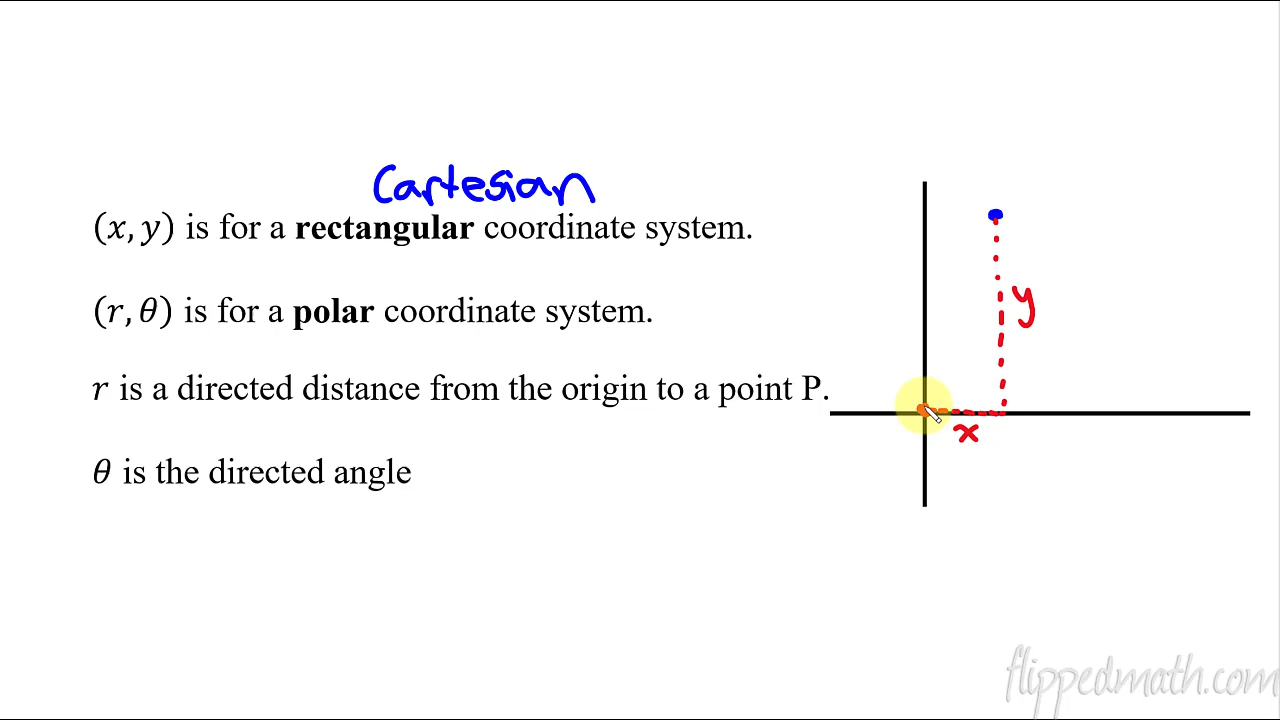 Cartesian
(x, y) is for a rectangular coordinate system.
(r, θ) is for a polar coordinate system.
r is a directed distance from the origin to a point P.
θ is the directed angle
y
x
flippedmath.com